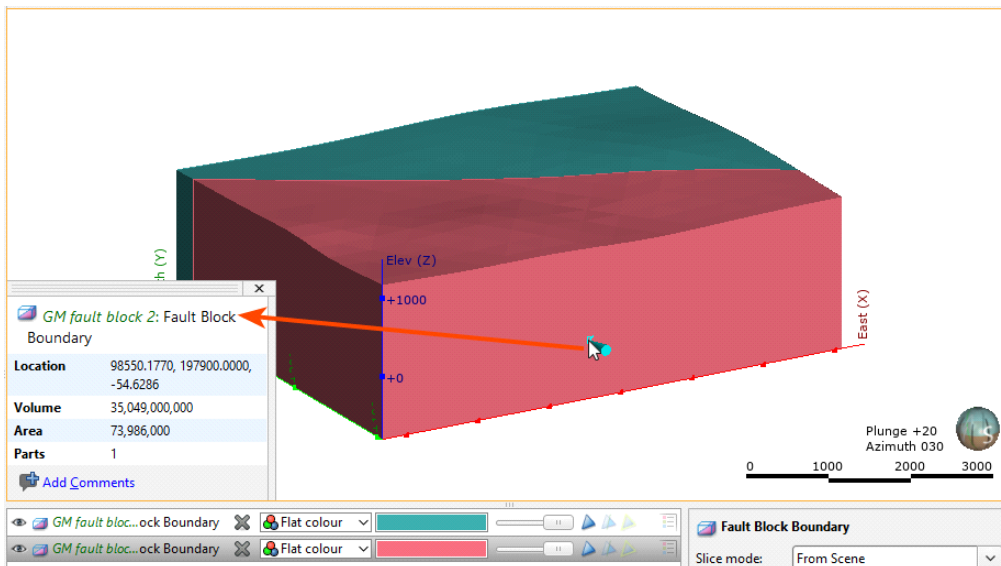 Elev (Z)
+1000
+0
East (X)
GM fault block 2: Fault Block
Boundary
Location 98550.1770, 197900.0000,
-54.6286
Volume 35,049,000,000
Area 73,986,000
Parts 1
Add Comments
Plunge +20
Azimuth 030
0 1000 2000 3000
S
GM fault bloc...ock Boundary Flat colour
GM fault bloc...ock Boundary Flat colour
Fault Block Boundary
Slice mode: From Scene